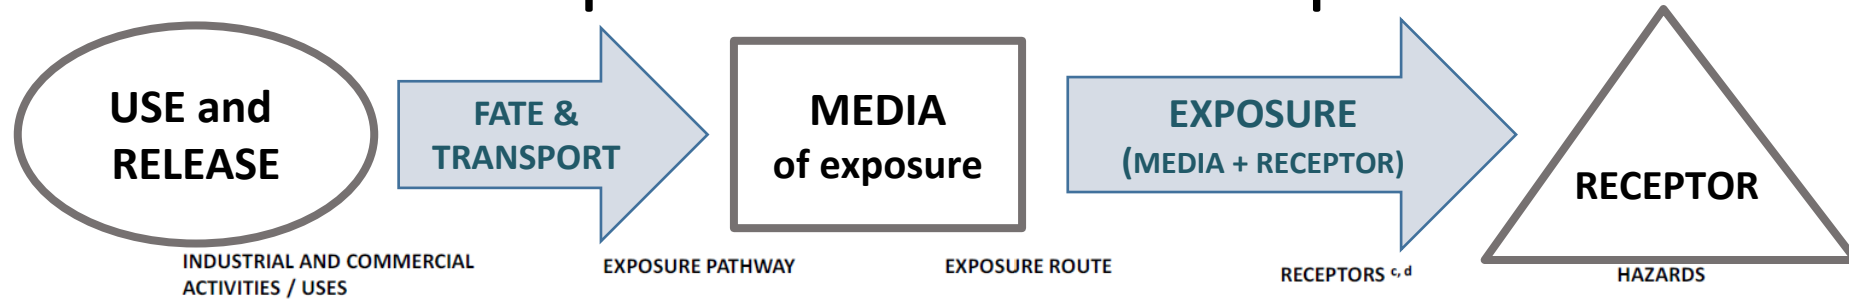 USE and
RELEASE
FATE &
TRANSPORT
MEDIA
of exposure
EXPOSURE
(MEDIA + RECEPTOR)
RECEPTOR
INDUSTRIAL AND COMMERCIAL
ACTIVITIES / USES
EXPOSURE PATHWAY
EXPOSURE ROUTE
RECEPTORS c, d
HAZARDS